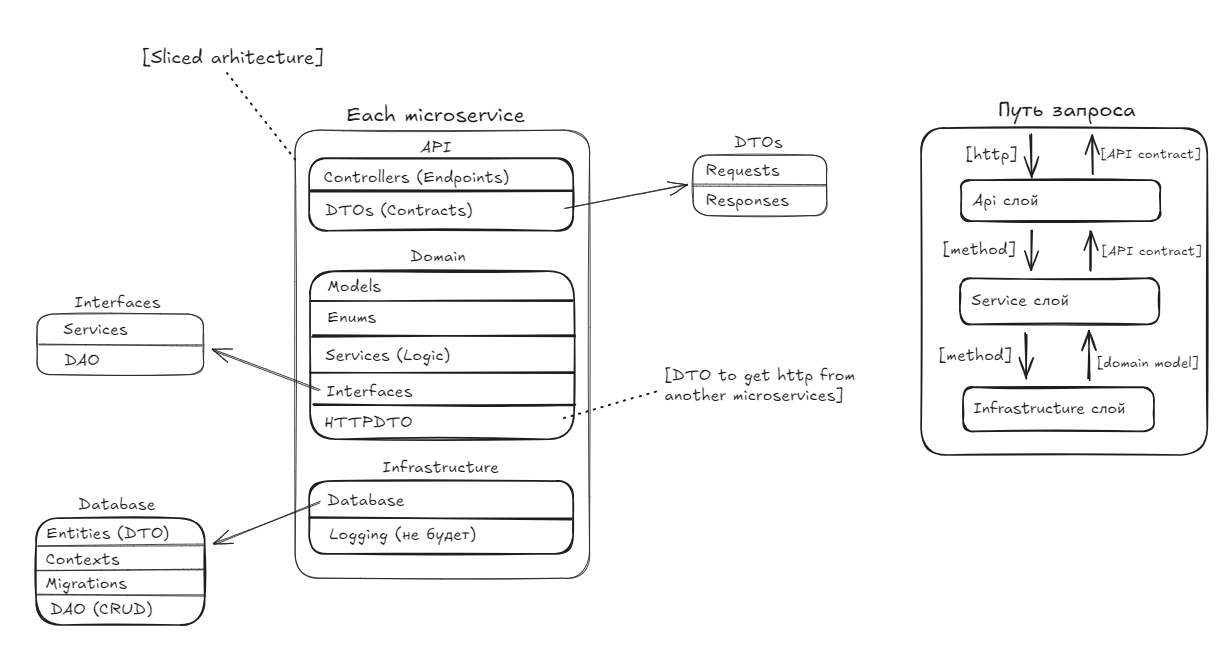 [Sliced arhitecture]
Each microservice
API
Controllers (Endpoints)
DTOs (Contracts)
DTOs
Requests
Responses
Domain
Models
Enums
Services (Logic)
Interfaces
HTTPDTO
Interfaces
Services
DAO
[DTO to get http from
another microservices]
Infrastructure
Database
Logging (не будет)
Database
Entities (DTO)
Contexts
Migrations
DAO (CRUD)
Путь запроса
[http]
[API contract]
Api слой
[method]
[API contract]
Service слой
[method]
[domain model]
Infrastructure слой